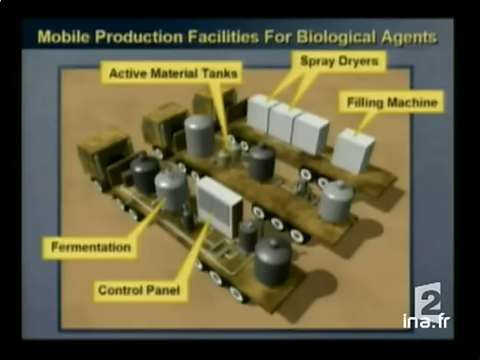 Mobile Production Facilities For Biological Agents
Spray Dryers
Active Material Tanks
Filling Machine
Fermentation
Control Panel
2
ina.fr